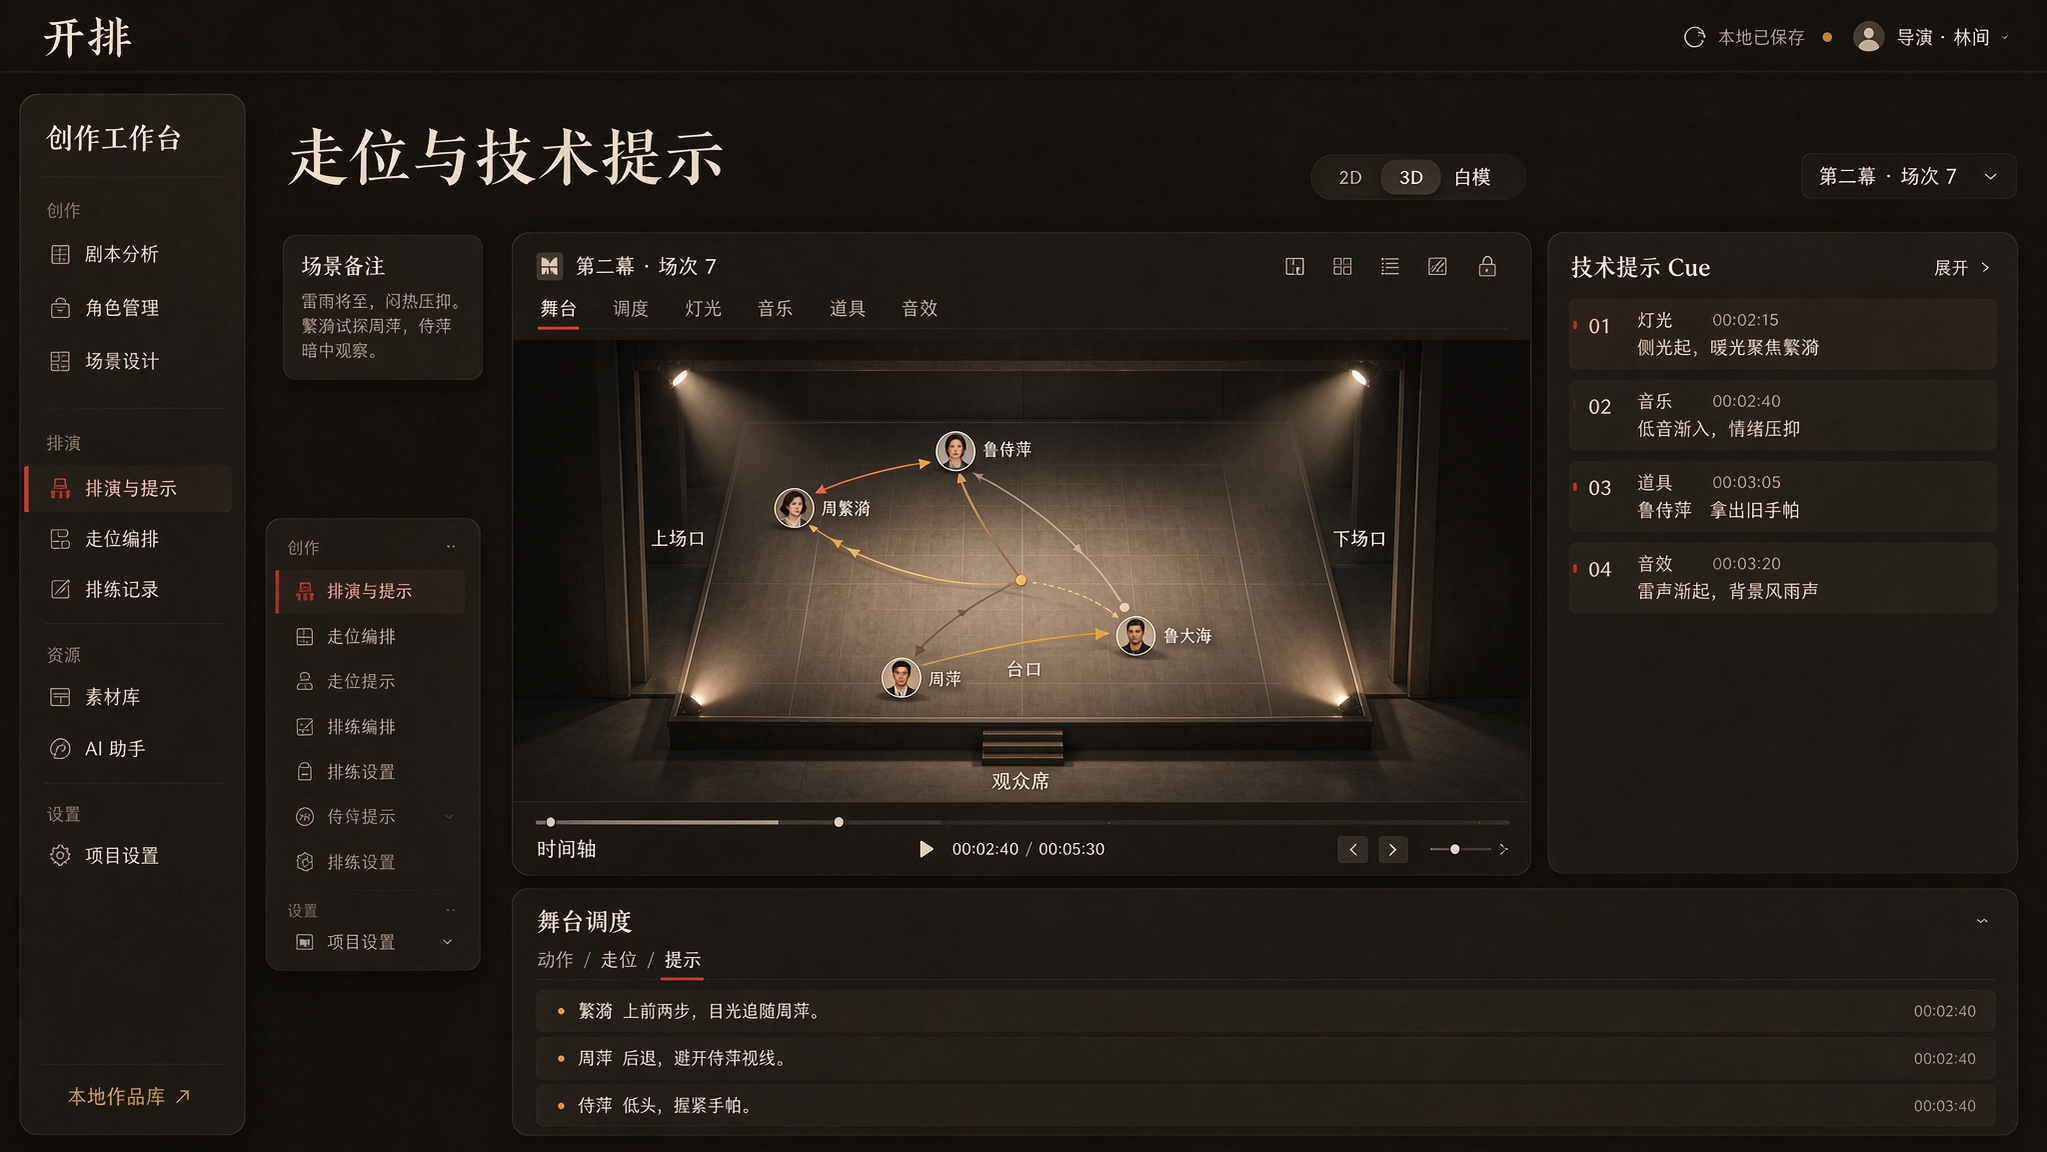 开排
本地已保存
导演 · 林间
创作工作台
创作
剧本分析
角色管理
场景设计
排演
排演与提示
走位编排
排练记录
资源
素材库
AI 助手
设置
项目设置
本地作品库
走位与技术提示
2D 3D 白模
第二幕 · 场次 7
场景备注
雷雨将至，闷热压抑。
繁漪试探周萍，侍萍
暗中观察。
创作
排演与提示
走位编排
走位提示
排练编排
排练设置
排练设置
设置
项目设置
第二幕 · 场次 7
舞台 调度 灯光 音乐 道具 音效
鲁侍萍
周繁漪
上场口
下场口
鲁大海
周萍
台口
观众席
时间轴
00:02:40 / 00:05:30
技术提示 Cue
展开
01 灯光 00:02:15
侧光起，暖光聚焦繁漪
02 音乐 00:02:40
低音渐入，情绪压抑
03 道具 00:03:05
鲁侍萍 拿出旧手帕
04 音效 00:03:20
雷声渐起，背景风雨声
舞台调度
动作 / 走位 / 提示
繁漪 上前两步，目光追随周萍。 00:02:40
周萍 后退，避开侍萍视线。 00:02:40
侍萍 低头，握紧手帕。 00:03:40